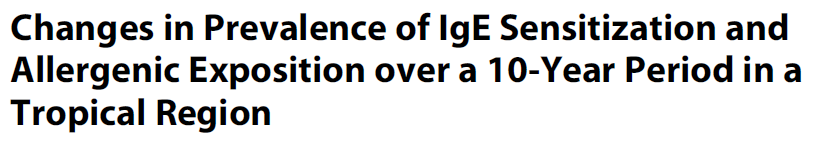 Changes in Prevalence of IgE Sensitization and
Allergenic Exposition over a 10-Year Period in a
Tropical Region